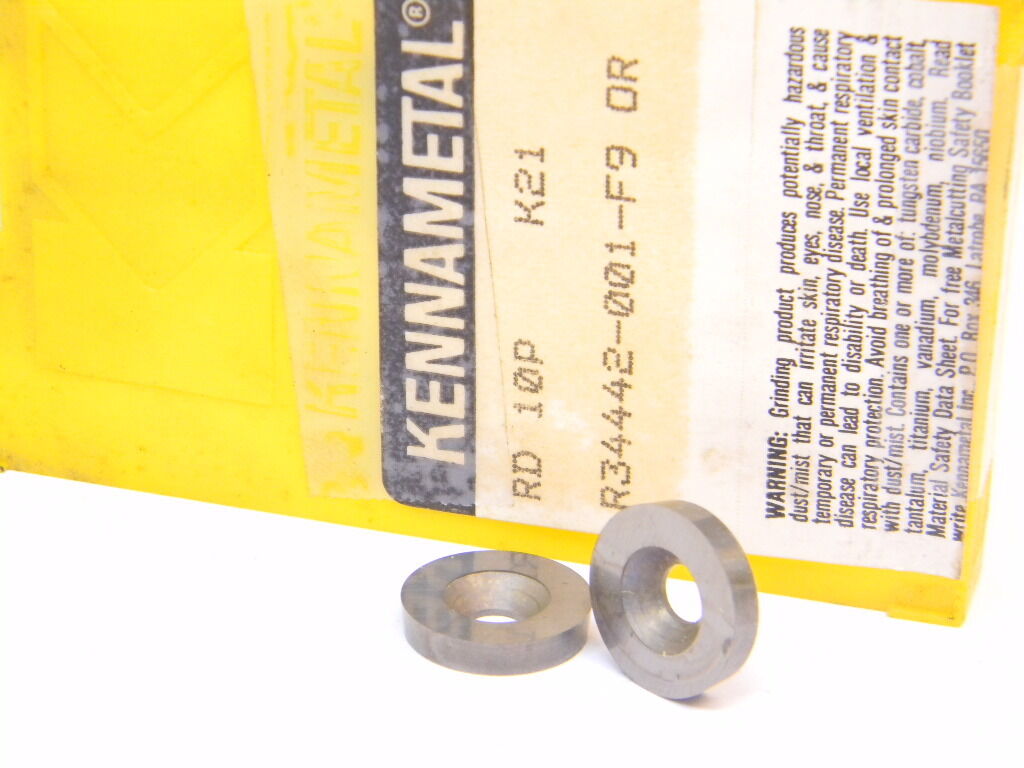 KENNAMETAL
KENNAMETAL®
RD 10P K21
R34442-001-F9 OR
WARNING: Grinding product produces potentially hazardous
dust/mist that can irritate skin, eyes, nose, & throat, & cause
temporary or permanent respiratory disease. Permanent respiratory
disease can lead to disability or death. Use local ventilation &
respiratory protection. Avoid breathing of & prolonged skin contact
with dust/mist. Contains one or more of: tungsten carbide, cobalt,
tantalum, titanium, vanadium, molybdenum, niobium. Read
Material Safety Data Sheet. For free Metalcutting Safety Booklet
write Kennametal Inc. P.O. Box 346 Latrobe PA 15650